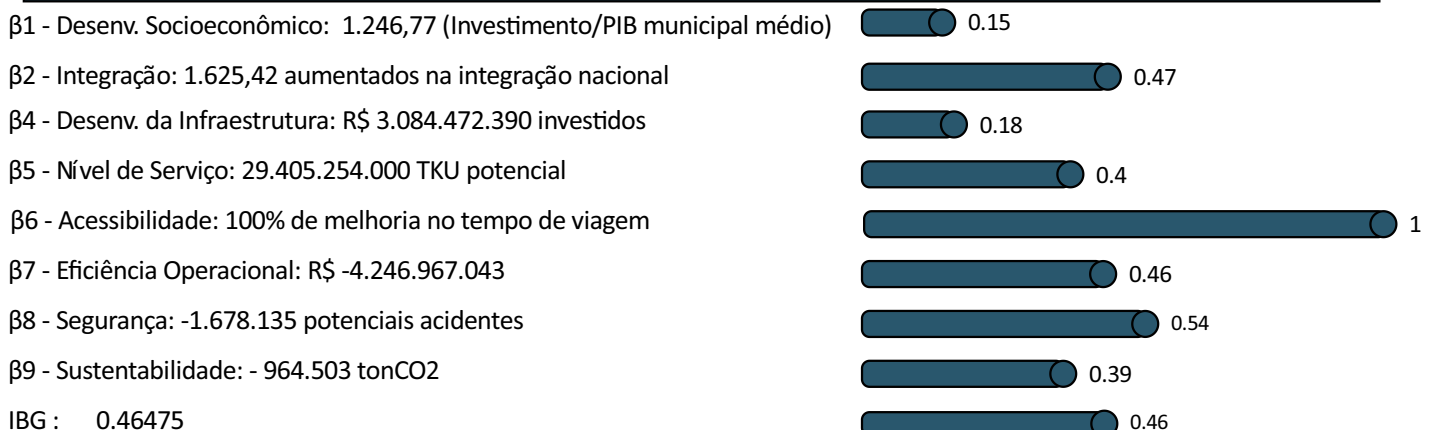 β1 - Desenv. Socioeconômico: 1.246,77 (Investimento/PIB municipal médio) 0.15
β2 - Integração: 1.625,42 aumentados na integração nacional 0.47
β4 - Desenv. da Infraestrutura: R$ 3.084.472.390 investidos 0.18
β5 - Nível de Serviço: 29.405.254.000 TKU potencial 0.4
β6 - Acessibilidade: 100% de melhoria no tempo de viagem 1
β7 - Eficiência Operacional: R$ -4.246.967.043 0.46
β8 - Segurança: -1.678.135 potenciais acidentes 0.54
β9 - Sustentabilidade: - 964.503 tonCO2 0.39
IBG : 0.46475 0.46